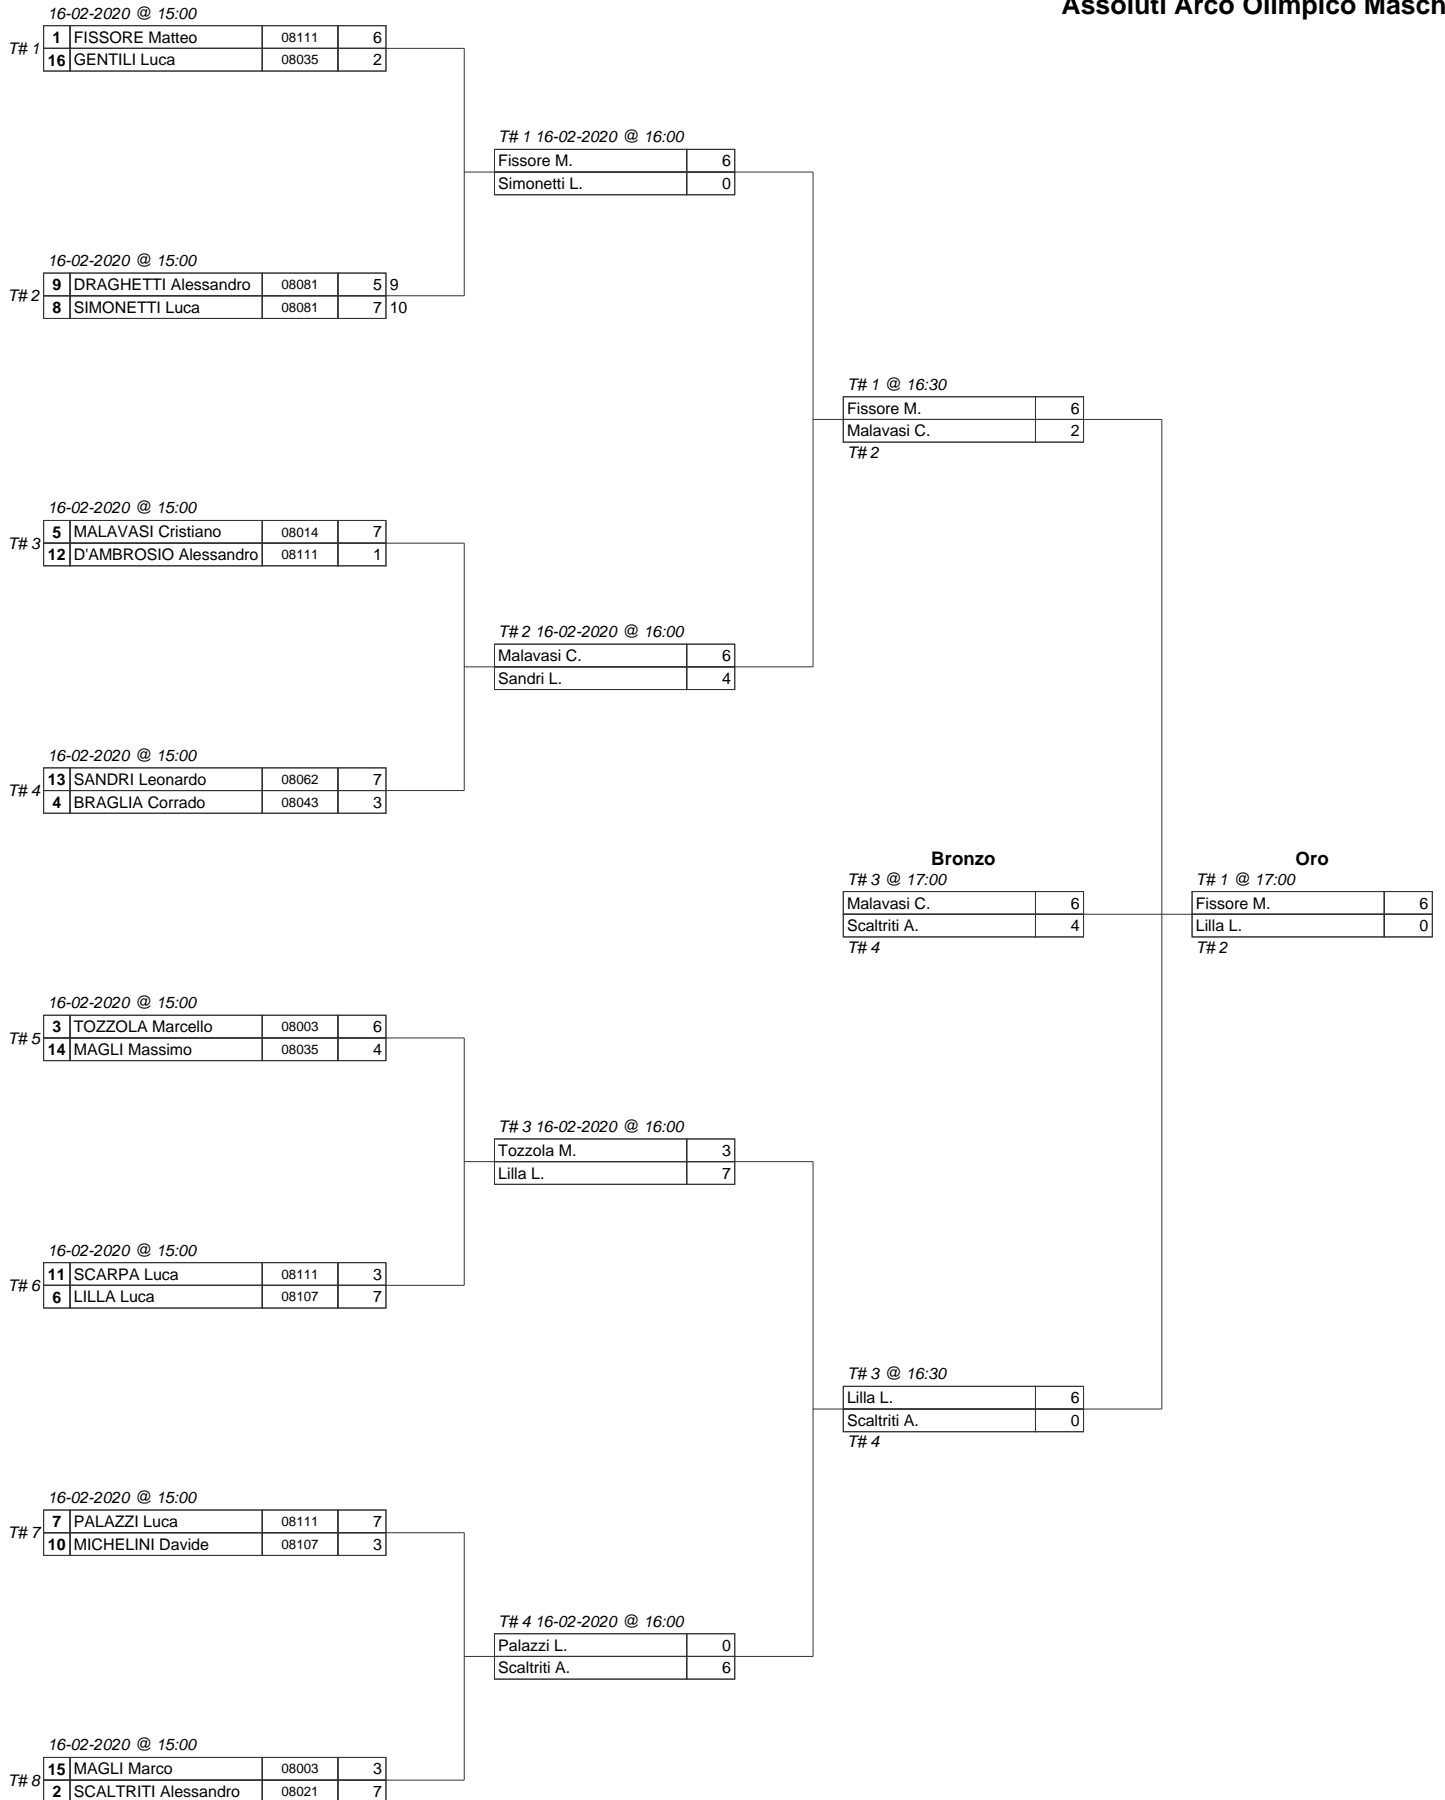 Assoluti Arco Olimpico Masch
16-02-2020 @ 15:00
T# 1
1 FISSORE Matteo 08111 6
16 GENTILI Luca 08035 2
T# 1 16-02-2020 @ 16:00
Fissore M. 6
Simonetti L. 0
16-02-2020 @ 15:00
T# 2
9 DRAGHETTI Alessandro 08081 5 9
8 SIMONETTI Luca 08081 7 10
T# 1 @ 16:30
Fissore M. 6
Malavasi C. 2
T# 2
16-02-2020 @ 15:00
T# 3
5 MALAVASI Cristiano 08014 7
12 D'AMBROSIO Alessandro 08111 1
T# 2 16-02-2020 @ 16:00
Malavasi C. 6
Sandri L. 4
16-02-2020 @ 15:00
T# 4
13 SANDRI Leonardo 08062 7
4 BRAGLIA Corrado 08043 3
Bronzo
T# 3 @ 17:00
Malavasi C. 6
Scaltriti A. 4
T# 4
Oro
T# 1 @ 17:00
Fissore M. 6
Lilla L. 0
T# 2
16-02-2020 @ 15:00
T# 5
3 TOZZOLA Marcello 08003 6
14 MAGLI Massimo 08035 4
T# 3 16-02-2020 @ 16:00
Tozzola M. 3
Lilla L. 7
16-02-2020 @ 15:00
T# 6
11 SCARPA Luca 08111 3
6 LILLA Luca 08107 7
T# 3 @ 16:30
Lilla L. 6
Scaltriti A. 0
T# 4
16-02-2020 @ 15:00
T# 7
7 PALAZZI Luca 08111 7
10 MICHELINI Davide 08107 3
T# 4 16-02-2020 @ 16:00
Palazzi L. 0
Scaltriti A. 6
16-02-2020 @ 15:00
T# 8
15 MAGLI Marco 08003 3
2 SCALTRITI Alessandro 08021 7